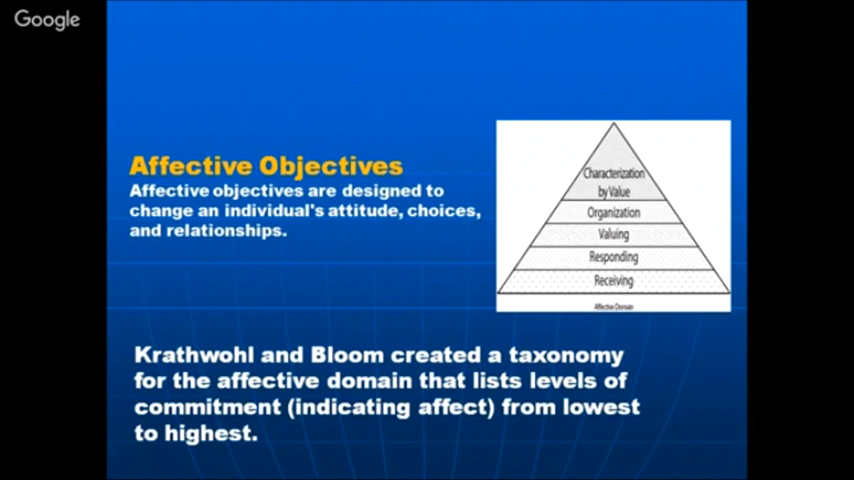 Google
Affective Objectives
Affective objectives are designed to
change an individual's attitude, choices,
and relationships.
Characterization
by Value
Organization
Valuing
Responding
Receiving
Affective Domain
Krathwohl and Bloom created a taxonomy
for the affective domain that lists levels of
commitment (indicating affect) from lowest
to highest.